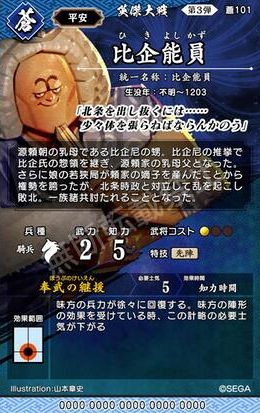 蒼
平安
英傑大戦
第3弾
蒼101
ひ き よし かず
比企能員
統一名称:比企能員
生没年:不明~1203
「北条を出し抜くには……
少々体を張らねばならんかのう」
源頼朝の乳母である比企尼の甥。比企尼の推挙で
比企氏の惣領を継ぎ、源頼家の乳母父となった。
さらに娘の若狭局が頼家の嫡子を産んだことから
権勢を誇ったが、北条時政と対立して乱を起こし
敗北。一族諸共討たれることとなった。
兵種
騎兵
武力 知力
2 5
武将コスト
特技 先陣
ほうぶのけいえん
奉武の継援
必要士気
5
効果時間
知力時間
効果範囲
味方の兵力が徐々に回復する。味方の陣形
の効果を受けている時、この計略の必要士
気が下がる
Illustration:山本章史
©SEGA
0000-0000-0000-0000-0000